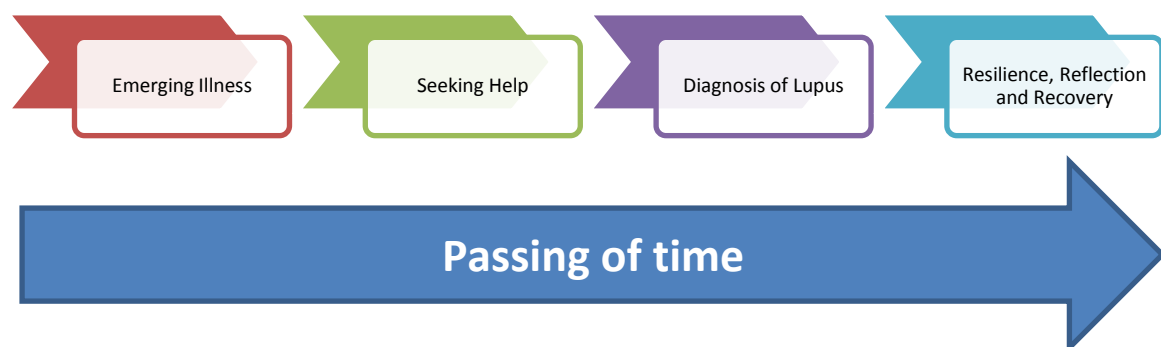 Emerging Illness
Seeking Help
Diagnosis of Lupus
Resilience, Reflection
and Recovery
Passing of time